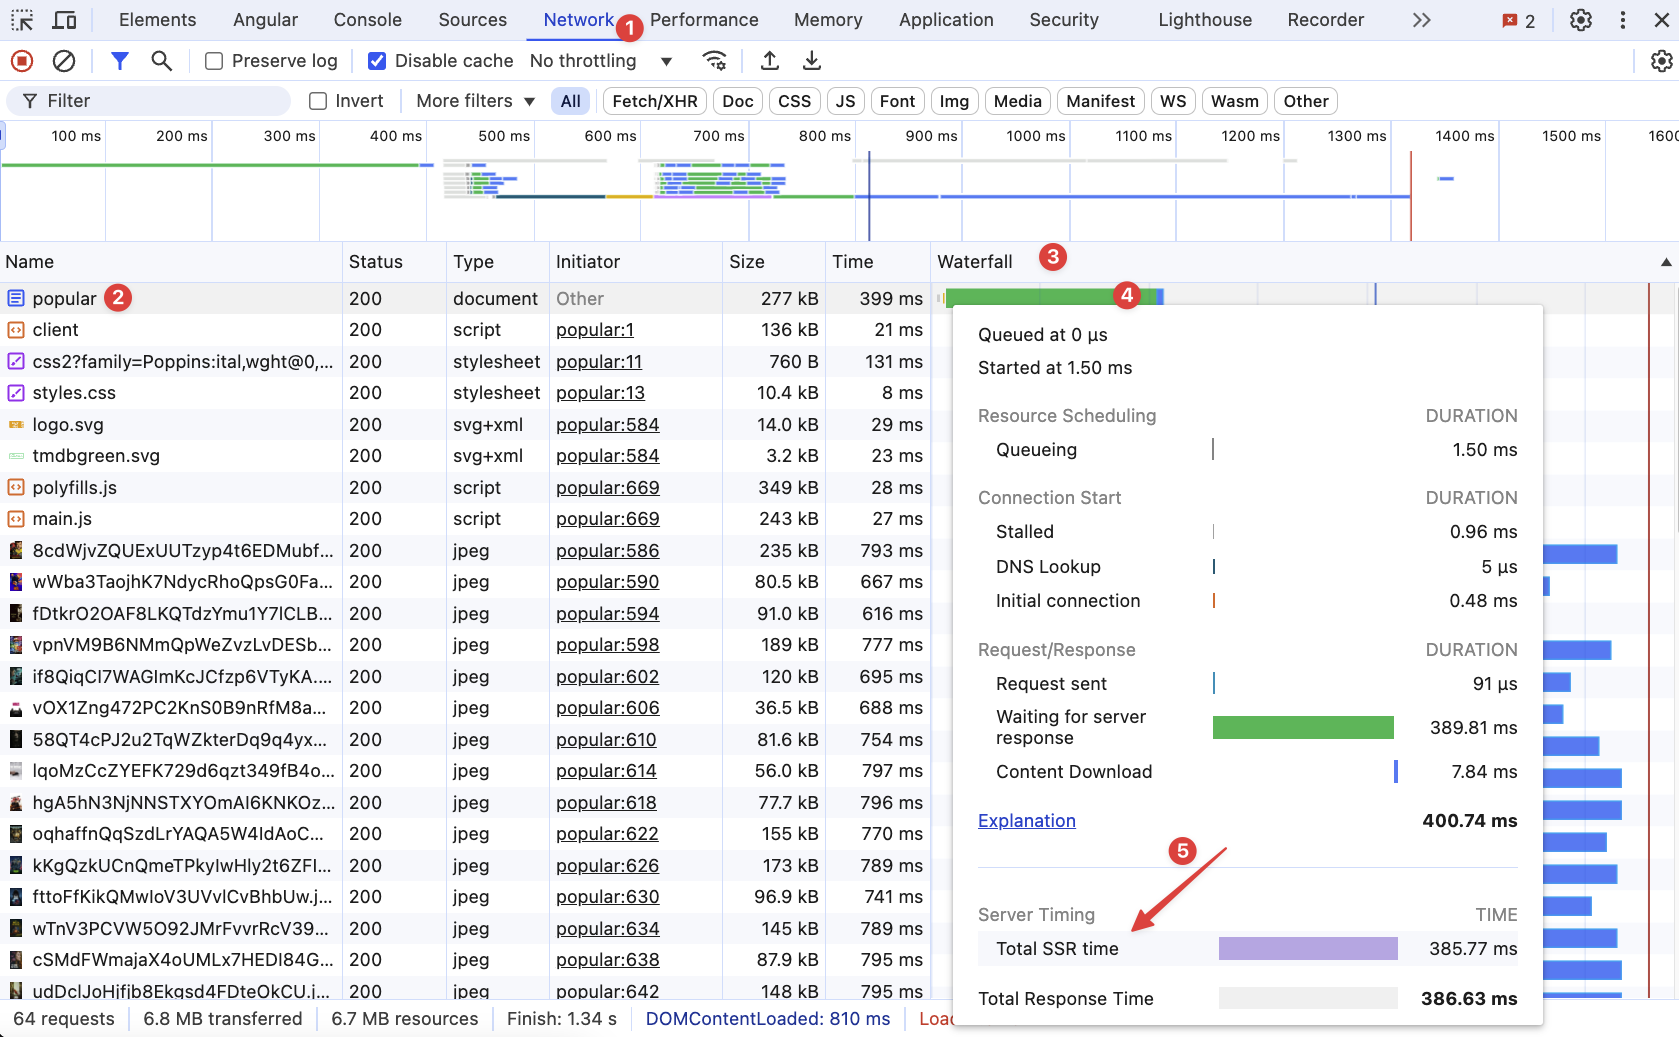 Elements Angular Console Sources Network 1 Performance Memory Application Security Lighthouse Recorder 2
Preserve log Disable cache No throttling
Filter Invert More filters All Fetch/XHR Doc CSS JS Font Img Media Manifest WS Wasm Other
100 ms 200 ms 300 ms 400 ms 500 ms 600 ms 700 ms 800 ms 900 ms 1000 ms 1100 ms 1200 ms 1300 ms 1400 ms 1500 ms
Name Status Type Initiator Size Time Waterfall 3
popular 2 200 document Other 277 kB 399 ms 4
client 200 script popular:1 136 kB 21 ms
css2?family=Poppins:ital,wght@0,... 200 stylesheet popular:11 760 B 131 ms
styles.css 200 stylesheet popular:13 10.4 kB 8 ms
logo.svg 200 svg+xml popular:584 14.0 kB 29 ms
tmdbgreen.svg 200 svg+xml popular:584 3.2 kB 23 ms
polyfills.js 200 script popular:669 349 kB 28 ms
main.js 200 script popular:669 243 kB 27 ms
200 jpeg popular:586 235 kB 793 ms
200 jpeg popular:590 80.5 kB 667 ms
200 jpeg popular:594 91.0 kB 616 ms
200 jpeg popular:598 189 kB 777 ms
200 jpeg popular:602 120 kB 695 ms
200 jpeg popular:606 36.5 kB 688 ms
58QT4cPJ2u2TqWZkterDq9q4yx... 200 jpeg popular:610 81.6 kB 754 ms
200 jpeg popular:614 56.0 kB 797 ms
200 jpeg popular:618 77.7 kB 796 ms
200 jpeg popular:622 155 kB 770 ms
200 jpeg popular:626 173 kB 789 ms
200 jpeg popular:630 96.9 kB 741 ms
wTnV3PCVW5O92JMrFvvrRcV39... 200 jpeg popular:634 145 kB 789 ms
200 jpeg popular:638 87.9 kB 795 ms
200 jpeg popular:642 148 kB 795 ms
Queued at 0 μs
Started at 1.50 ms
Resource Scheduling DURATION
Queueing 1.50 ms
Connection Start DURATION
Stalled 0.96 ms
DNS Lookup 5 μs
Initial connection 0.48 ms
Request/Response DURATION
Request sent 91 μs
Waiting for server
response 389.81 ms
Content Download 7.84 ms
Explanation 400.74 ms
5
Server Timing TIME
Total SSR time 385.77 ms
Total Response Time 386.63 ms
64 requests 6.8 MB transferred 6.7 MB resources Finish: 1.34 s DOMContentLoaded: 810 ms